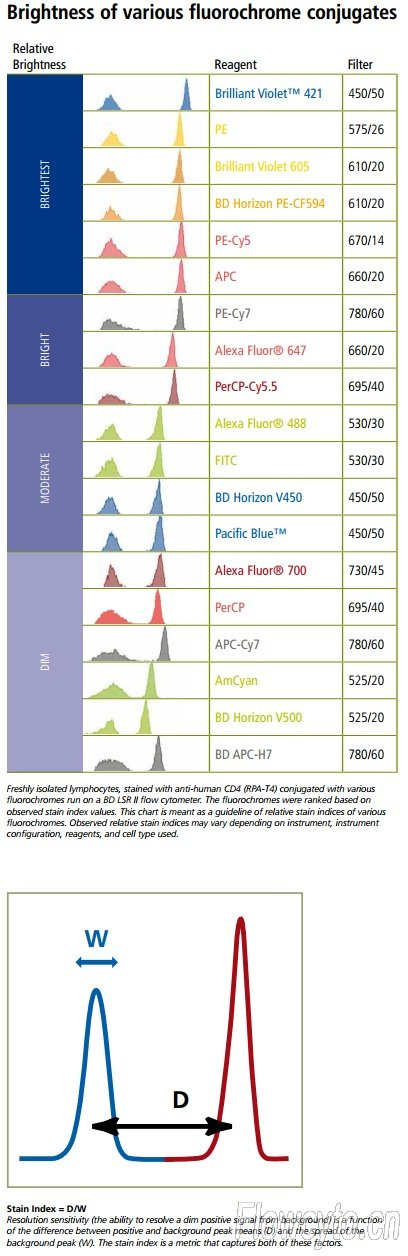 Brightness of various fluorochrome conjugates
Relative
Brightness
Reagent
Filter
BRIGHTEST
Brilliant Violet™ 421 450/50
PE 575/26
Brilliant Violet 605 610/20
BD Horizon PE-CF594 610/20
PE-Cy5 670/14
APC 660/20
BRIGHT
PE-Cy7 780/60
Alexa Fluor® 647 660/20
PerCP-Cy5.5 695/40
MODERATE
Alexa Fluor® 488 530/30
FITC 530/30
BD Horizon V450 450/50
Pacific Blue™ 450/50
DIM
Alexa Fluor® 700 730/45
PerCP 695/40
APC-Cy7 780/60
AmCyan 525/20
BD Horizon V500 525/20
BD APC-H7 780/60
Freshly isolated lymphocytes, stained with anti-human CD4 (RPA-T4) conjugated with various
fluorochromes run on a BD LSR II flow cytometer. The fluorochromes were ranked based on
observed stain index values. This chart is meant as a guideline of relative stain indices of various
fluorochromes. Observed relative stain indices may vary depending on instrument, instrument
configuration, reagents, and cell type used.
W
D
Stain Index = D/W
Resolution sensitivity (the ability to resolve a dim positive signal from background) is a function
of the difference between positive and background peak means (D) and the spread of the
background peak (W). The stain index is a metric that captures both of these factors.
Flowcyto.cn